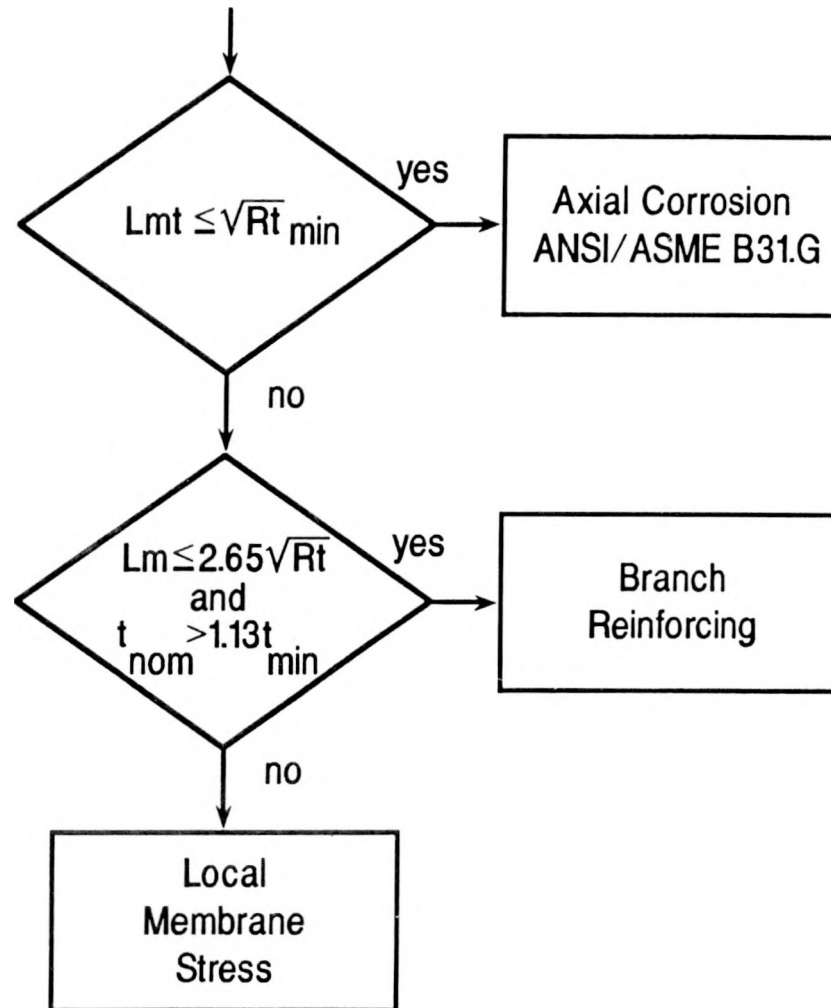 Lmt ≤ √Rt min
yes
Axial Corrosion
ANSI/ASME B31.G
no
Lm ≤ 2.65√Rt
and
t nom > 1.13t min
yes
Branch
Reinforcing
no
Local
Membrane
Stress